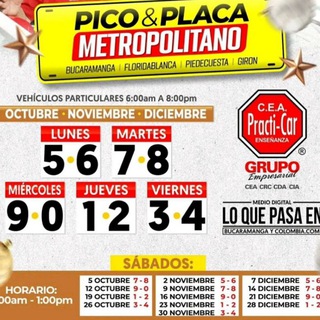 PICO & PLACA
METROPOLITANO
BUCARAMANGA | FLORIDABLANCA | PIEDECUESTA | GIRON
VEHÍCULOS PARTICULARES 6:00am A 8:00pm
OCTUBRE · NOVIEMBRE · DICIEMBRE
LUNES MARTES
5·6 7·8
MIÉRCOLES JUEVES VIERNES
9·0 1·2 3·4
C.E.A.
Practi-Car
ENSEÑANZA
GRUPO
Empresarial
CEA CRC CDA CIA
MEDIO DIGITAL
LO QUE PASA EN
BUCARAMANGA Y COLOMBIA.COM
SÁBADOS:
HORARIO:
00am - 1:00pm
5 OCTUBRE 7 - 8 2 NOVIEMBRE 5 - 6 7 DICIEMBRE 5 - 6
12 OCTUBRE 9 - 0 9 NOVIEMBRE 7 - 8 14 DICIEMBRE 7 - 8
19 OCTUBRE 1 - 2 16 NOVIEMBRE 9 - 0 21 DICIEMBRE 9 - 0
26 OCTUBRE 3 - 4 23 NOVIEMBRE 1 - 2 28 DICIEMBRE 1 - 2
30 NOVIEMBRE 3 - 4